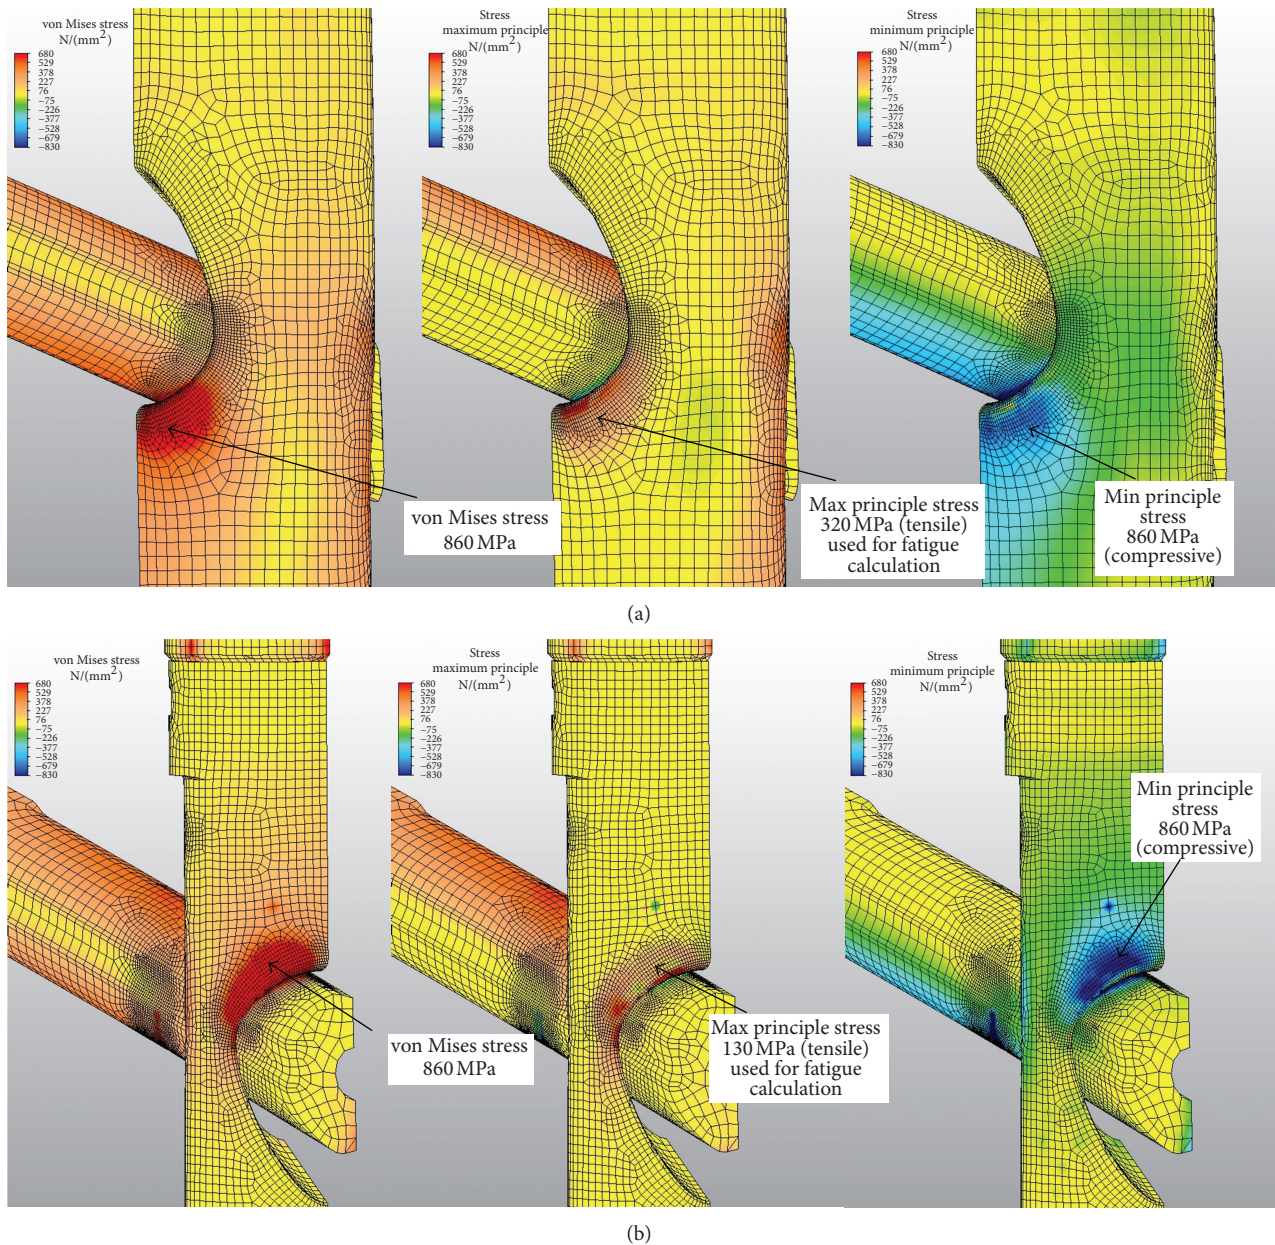 von Mises stress
N/(mm²)
680
529
378
227
76
−75
−226
−377
−528
−679
−830
von Mises stress
860 MPa
Stress
maximum principle
N/(mm²)
680
529
378
227
76
−75
−226
−377
−528
−679
−830
Max principle stress
320 MPa (tensile)
used for fatigue
calculation
Stress
minimum principle
N/(mm²)
680
529
378
227
76
−75
−226
−377
−528
−679
−830
Min principle
stress
860 MPa
(compressive)
(a)
von Mises stress
N/(mm²)
680
529
378
227
76
−75
−226
−377
−528
−679
−830
von Mises stress
860 MPa
Stress
maximum principle
N/(mm²)
680
529
378
227
76
−75
−226
−377
−528
−679
−830
Max principle stress
130 MPa (tensile)
used for fatigue
calculation
Stress
minimum principle
N/(mm²)
680
529
378
227
76
−75
−226
−377
−528
−679
−830
Min principle
stress
860 MPa
(compressive)
(b)